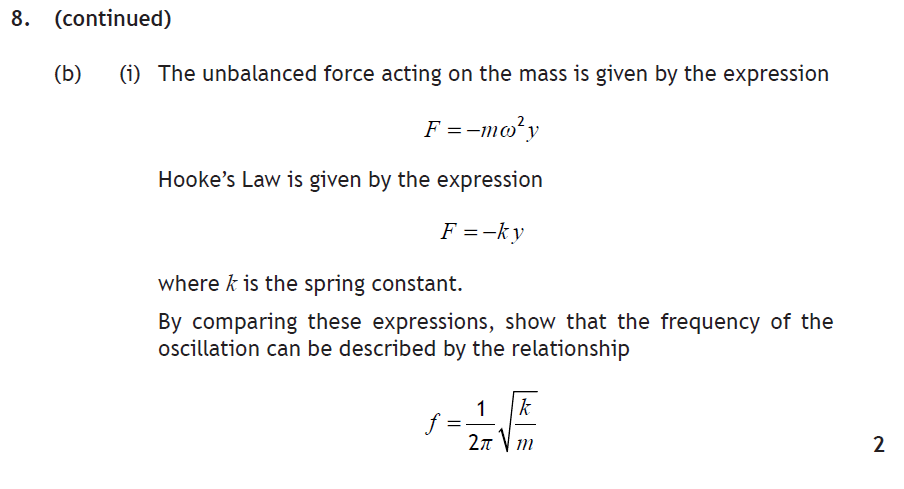 8. (continued)
(b) (i) The unbalanced force acting on the mass is given by the expression
F = −mω²y
Hooke’s Law is given by the expression
F = −ky
where k is the spring constant.
By comparing these expressions, show that the frequency of the
oscillation can be described by the relationship
f = 1/2π √(k/m)
2